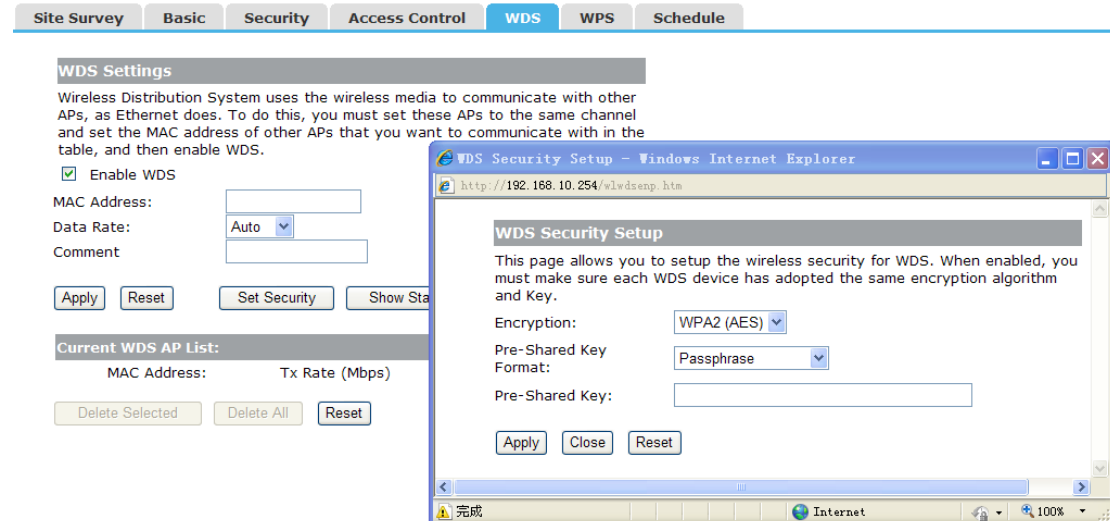 Site Survey Basic Security Access Control WDS WPS Schedule
WDS Settings
Wireless Distribution System uses the wireless media to communicate with other
APs, as Ethernet does. To do this, you must set these APs to the same channel
and set the MAC address of other APs that you want to communicate with in the
table, and then enable WDS.
Enable WDS
MAC Address:
Data Rate: Auto
Comment
Apply Reset Set Security Show Sta
Current WDS AP List:
MAC Address: Tx Rate (Mbps)
Delete Selected Delete All Reset
WDS Security Setup - Windows Internet Explorer
http://192.168.10.254/wlwdsenp.htm
WDS Security Setup
This page allows you to setup the wireless security for WDS. When enabled, you
must make sure each WDS device has adopted the same encryption algorithm
and Key.
Encryption: WPA2 (AES)
Pre-Shared Key
Format: Passphrase
Pre-Shared Key:
Apply Close Reset
完成 Internet 100%